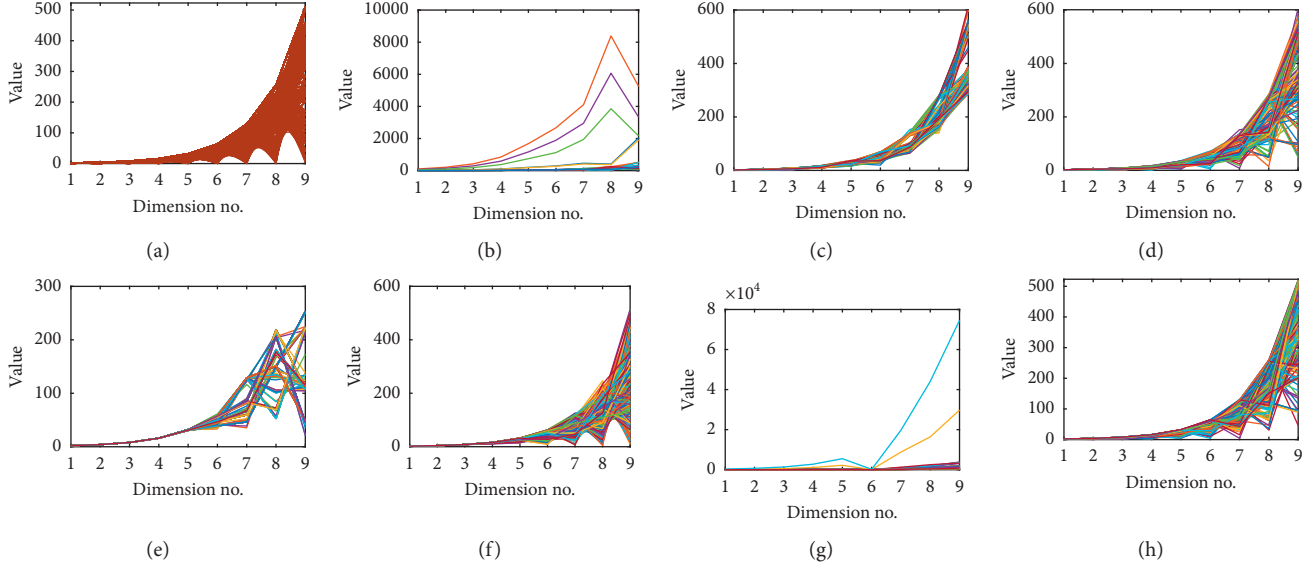 500
400
300
200
100
0
Value
1 2 3 4 5 6 7 8 9
Dimension no.
(a)
10000
8000
6000
4000
2000
0
Value
1 2 3 4 5 6 7 8 9
Dimension no.
(b)
600
400
200
0
Value
1 2 3 4 5 6 7 8 9
Dimension no.
(c)
600
400
200
0
Value
1 2 3 4 5 6 7 8 9
Dimension no.
(d)
300
200
100
0
Value
1 2 3 4 5 6 7 8 9
Dimension no.
(e)
600
400
200
0
Value
1 2 3 4 5 6 7 8 9
Dimension no.
(f)
×10^4
8
6
4
2
0
Value
1 2 3 4 5 6 7 8 9
Dimension no.
(g)
500
400
300
200
100
0
Value
1 2 3 4 5 6 7 8 9
Dimension no.
(h)